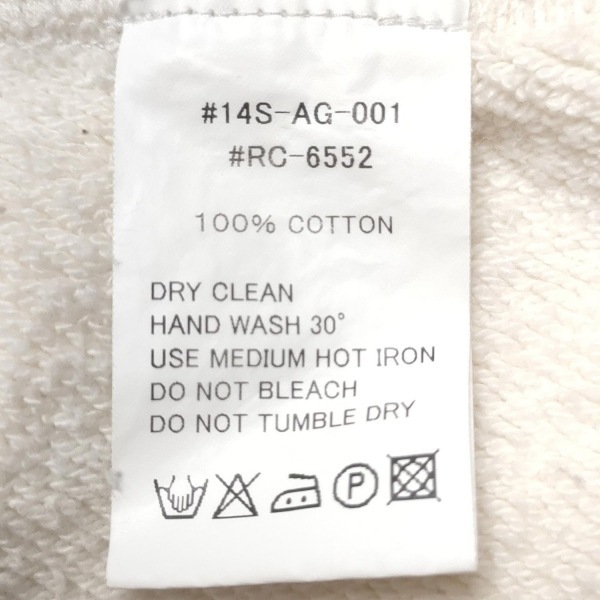 #14S-AG-001
#RC-6552
100% COTTON
DRY CLEAN
HAND WASH 30°
USE MEDIUM HOT IRON
DO NOT BLEACH
DO NOT TUMBLE DRY
P